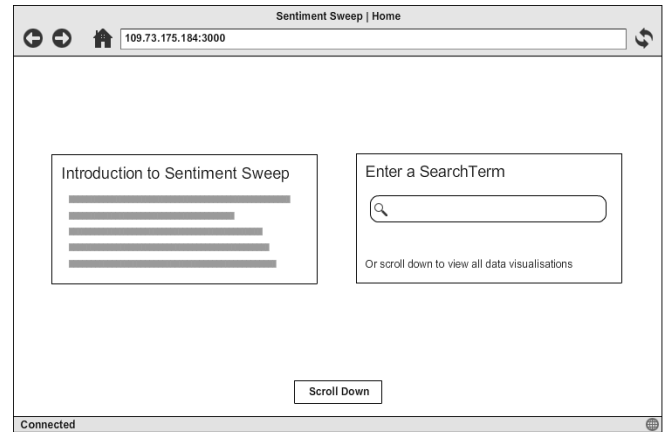 Sentiment Sweep | Home
109.73.175.184:3000
Introduction to Sentiment Sweep
Enter a SearchTerm
Or scroll down to view all data visualisations
Scroll Down
Connected